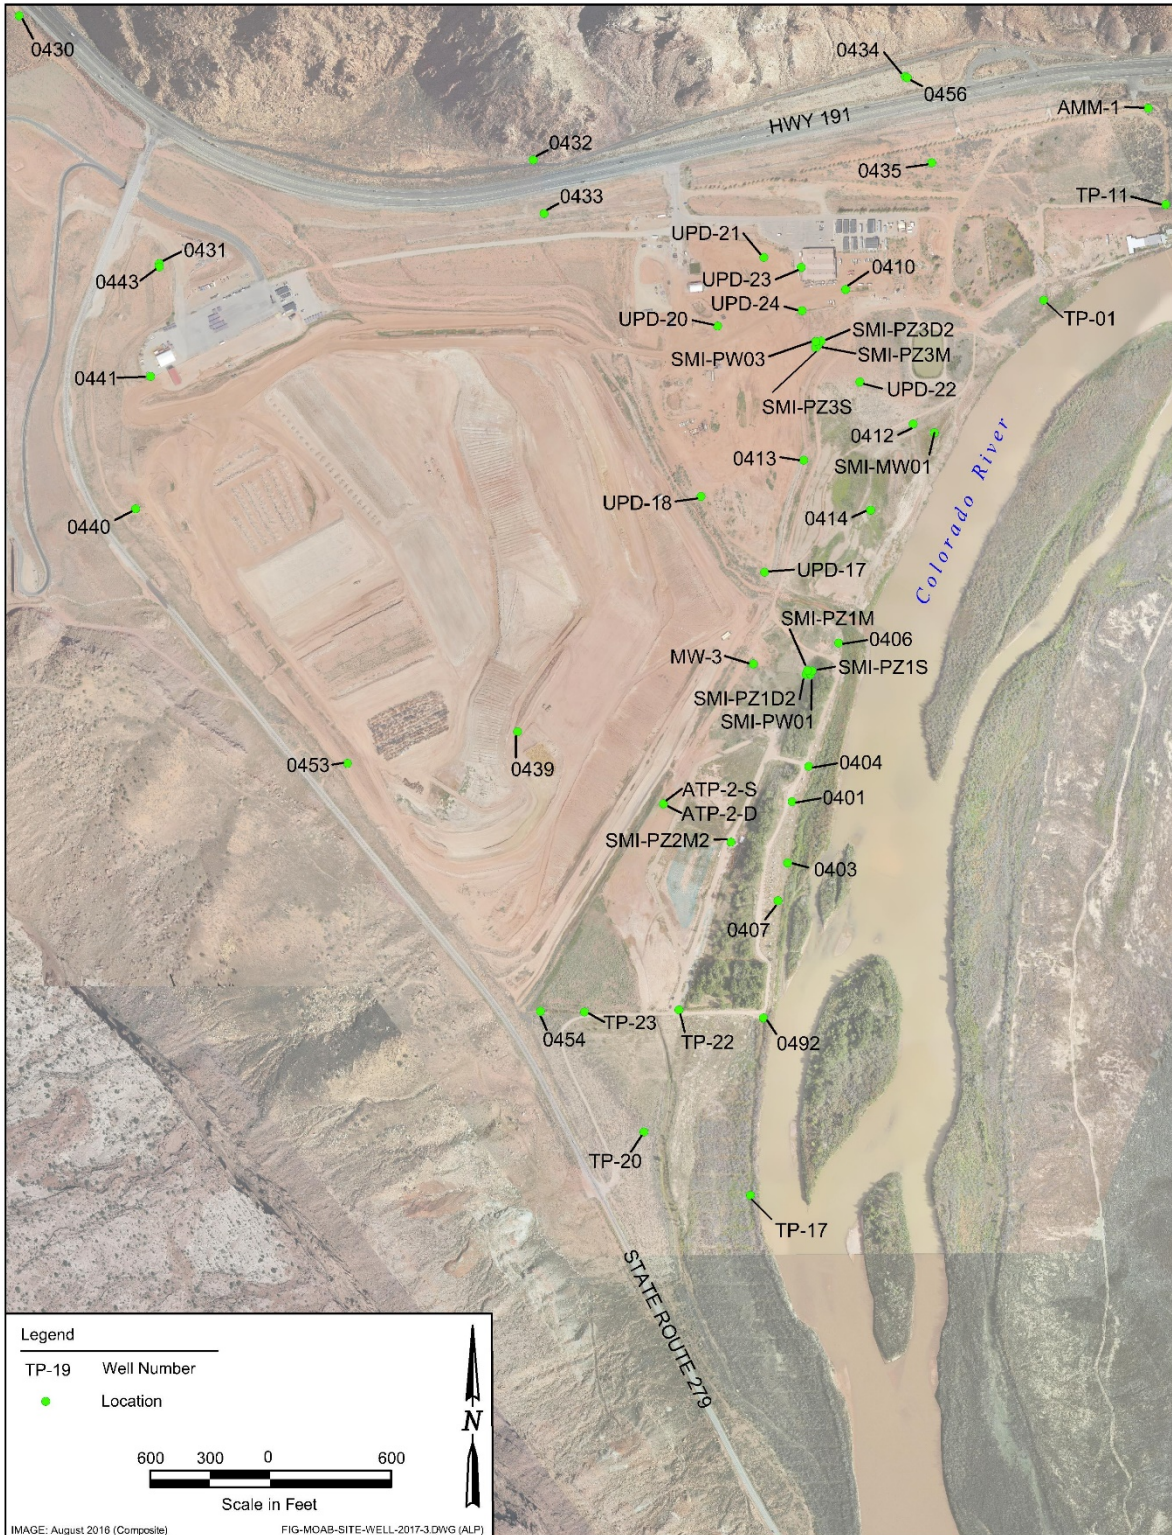 0430
0434
0456
AMM-1
HWY 191
0432
0435
0433
TP-11
0431
0443
UPD-21
UPD-23
0410
UPD-24
TP-01
UPD-20
SMI-PZ3D2
SMI-PW03
SMI-PZ3M
0441
UPD-22
SMI-PZ3S
0412
SMI-MW01
0413
Colorado River
UPD-18
0440
0414
UPD-17
SMI-PZ1M
0406
MW-3
SMI-PZ1S
SMI-PZ1D2
SMI-PW01
0453
0439
0404
ATP-2-S
0401
ATP-2-D
SMI-PZ2M2
0403
0407
0454
TP-23
TP-22
0492
TP-20
TP-17
STATE ROUTE 279
Legend
TP-19 Well Number
Location
N
600 300 0 600
Scale in Feet
IMAGE: August 2016 (Composite) FIG-MOAB-SITE-WELL-2017-3.DWG (ALP)